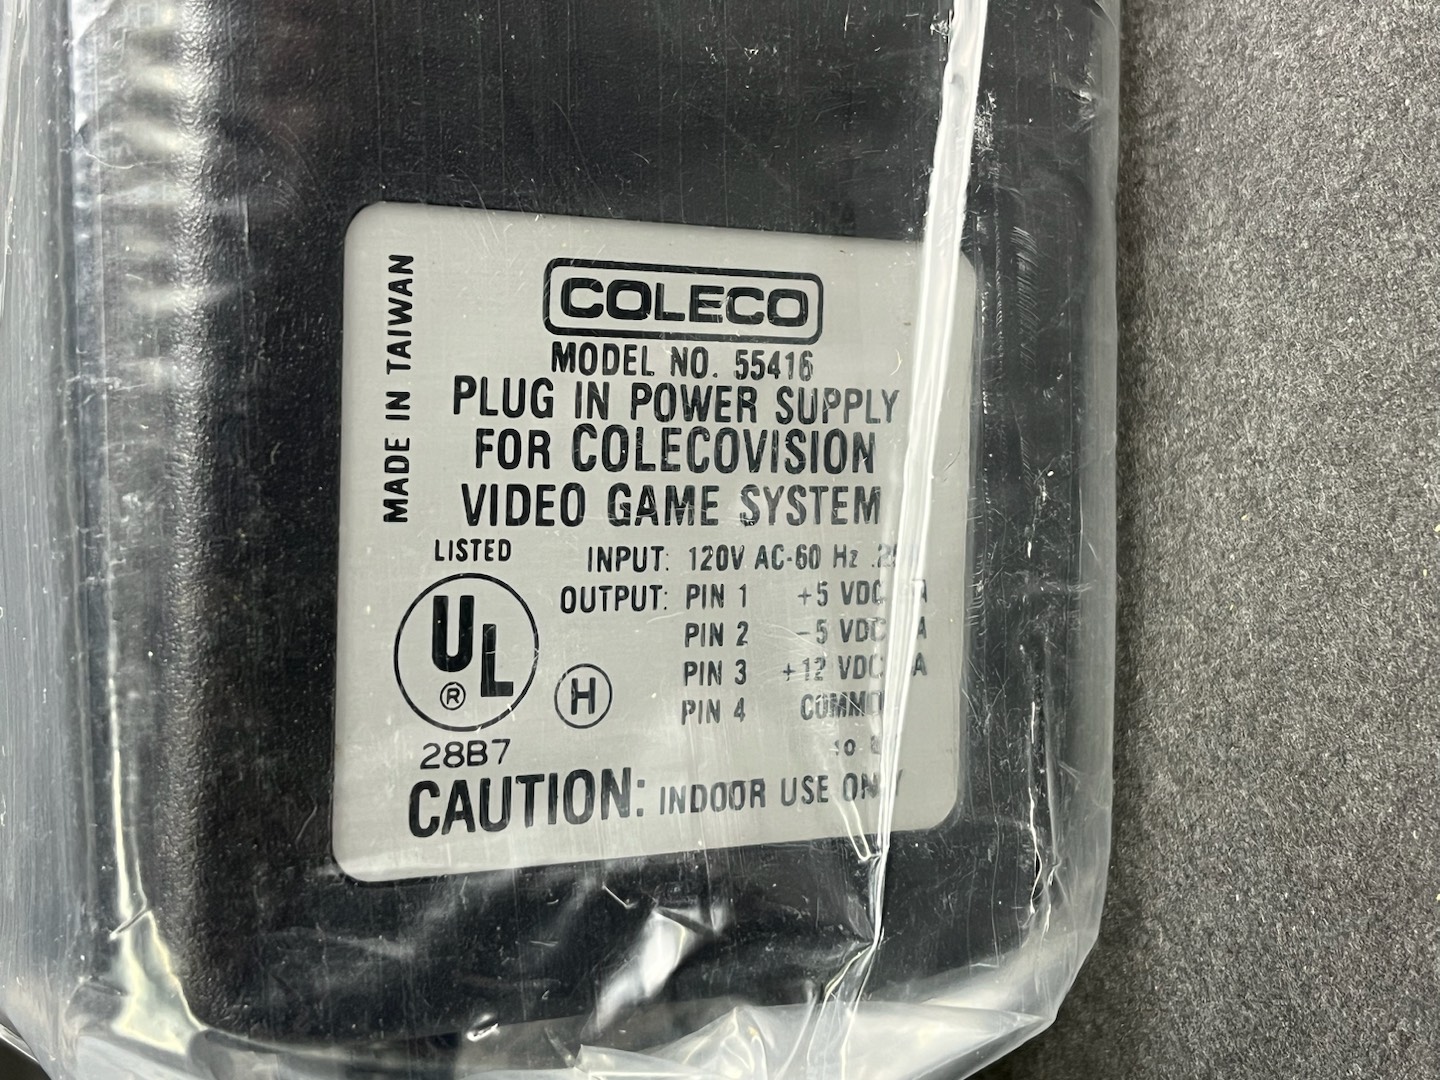 COLECO
MODEL NO. 55416
PLUG IN POWER SUPPLY
FOR COLECOVISION
VIDEO GAME SYSTEM
MADE IN TAIWAN
LISTED
UL
®
28B7
H
INPUT: 120V AC-60 Hz
OUTPUT: PIN 1 +5 VDC
PIN 2 -5 VDC
PIN 3 +12 VDC
PIN 4
CAUTION: INDOOR USE ONLY